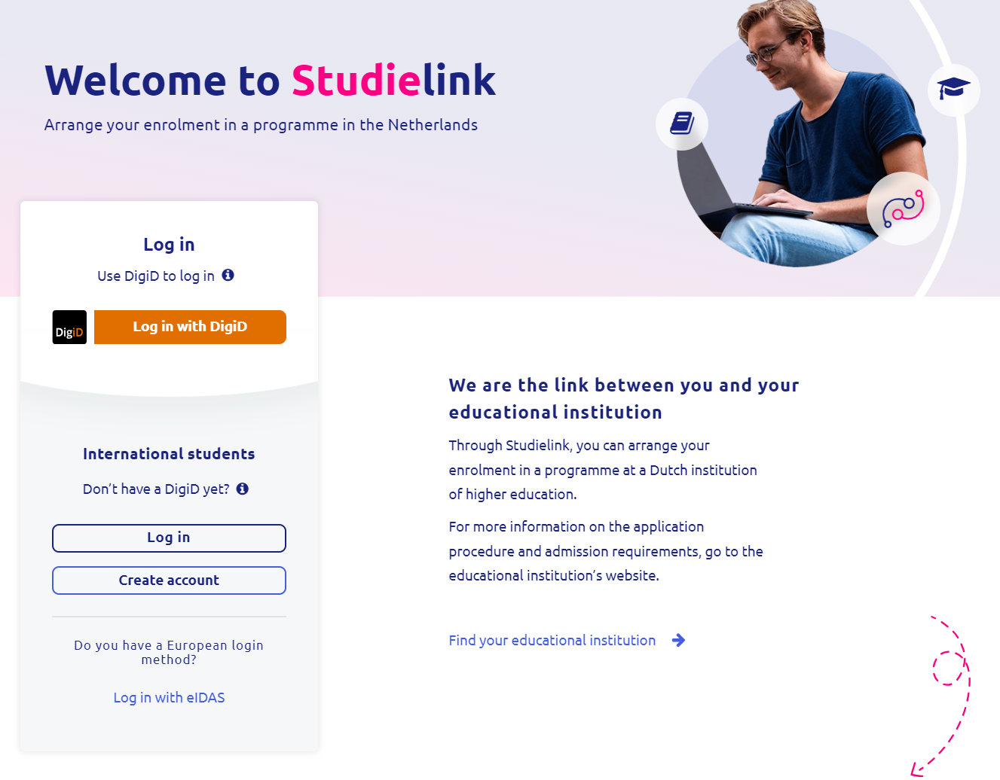 Welcome to Studielink
Arrange your enrolment in a programme in the Netherlands
Log in
Use DigiD to log in
DigiD
Log in with DigiD
International students
Don’t have a DigiD yet?
Log in
Create account
Do you have a European login
method?
Log in with eIDAS
We are the link between you and your
educational institution
Through Studielink, you can arrange your
enrolment in a programme at a Dutch institution
of higher education.
For more information on the application
procedure and admission requirements, go to the
educational institution’s website.
Find your educational institution